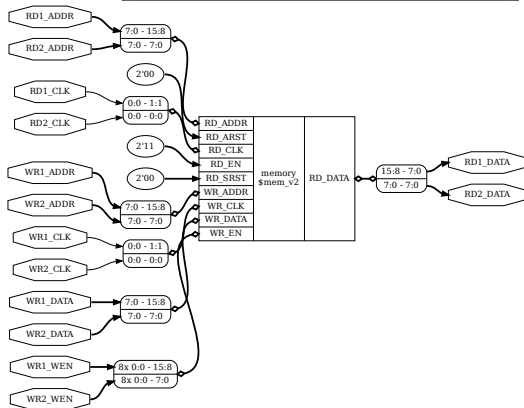 RD1_ADDR
RD2_ADDR
7:0 - 15:8
7:0 - 7:0
2'00
RD1_CLK
RD2_CLK
0:0 - 1:1
0:0 - 0:0
2'11
2'00
WR1_ADDR
WR2_ADDR
7:0 - 15:8
7:0 - 7:0
WR1_CLK
WR2_CLK
0:0 - 1:1
0:0 - 0:0
WR1_DATA
WR2_DATA
7:0 - 15:8
7:0 - 7:0
WR1_WEN
WR2_WEN
8x 0:0 - 15:8
8x 0:0 - 7:0
RD_ADDR
RD_ARST
RD_CLK
RD_EN
RD_SRST
WR_ADDR
WR_CLK
WR_DATA
WR_EN
memory
$mem_v2
RD_DATA
15:8 - 7:0
7:0 - 7:0
RD1_DATA
RD2_DATA